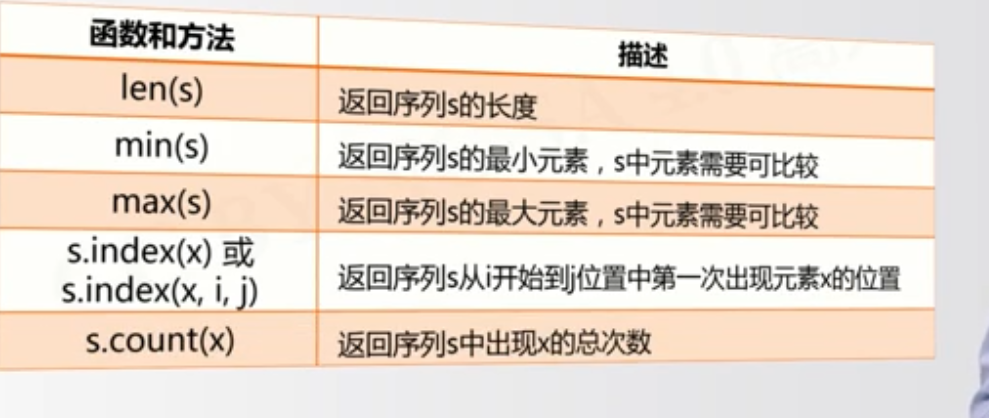 函数和方法
描述
len(s)
返回序列s的长度
min(s)
返回序列s的最小元素，s中元素需要可比较
max(s)
返回序列s的最大元素，s中元素需要可比较
s.index(x) 或
s.index(x, i, j)
返回序列s从i开始到j位置中第一次出现元素x的位置
s.count(x)
返回序列s中出现x的总次数